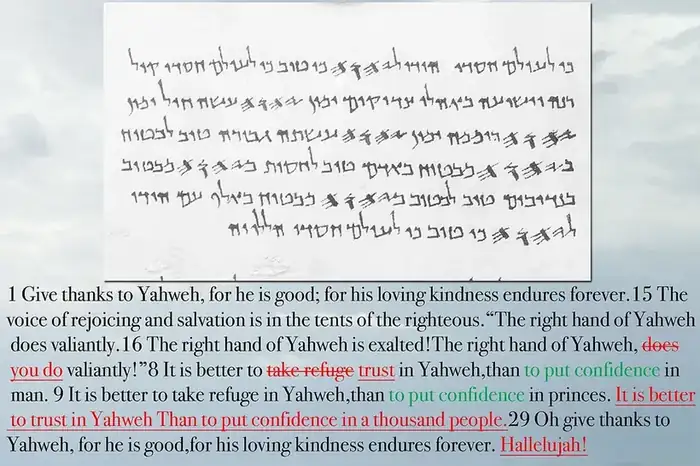 כי לעולם חסדו הודו ל𐤉𐤄𐤅𐤄 כי טוב כי לעולם חסדו קול
רנה וישועה באהלי צדיקים ימין 𐤉𐤄𐤅𐤄 עשה חיל ימין
𐤉𐤄𐤅𐤄 רוממה ימין 𐤉𐤄𐤅𐤄 עשתה גבורה טוב לבטוח
ב𐤉𐤄𐤅𐤄 מבטוח באדם טוב לחסות ב𐤉𐤄𐤅𐤄 מבטוח
בנדיבים טוב לבטוח ב𐤉𐤄𐤅𐤄 מבטוח באלף עם הודו
ל𐤉𐤄𐤅𐤄 כי טוב כי לעולם חסדו הללויה
1 Give thanks to Yahweh, for he is good; for his loving kindness endures forever.15 The
voice of rejoicing and salvation is in the tents of the righteous.“The right hand of Yahweh
does valiantly.16 The right hand of Yahweh is exalted!The right hand of Yahweh, does
you do valiantly!”8 It is better to take refuge trust in Yahweh,than to put confidence in
man. 9 It is better to take refuge in Yahweh,than to put confidence in princes. It is better
to trust in Yahweh Than to put confidence in a thousand people.29 Oh give thanks to
Yahweh, for he is good,for his loving kindness endures forever. Hallelujah!